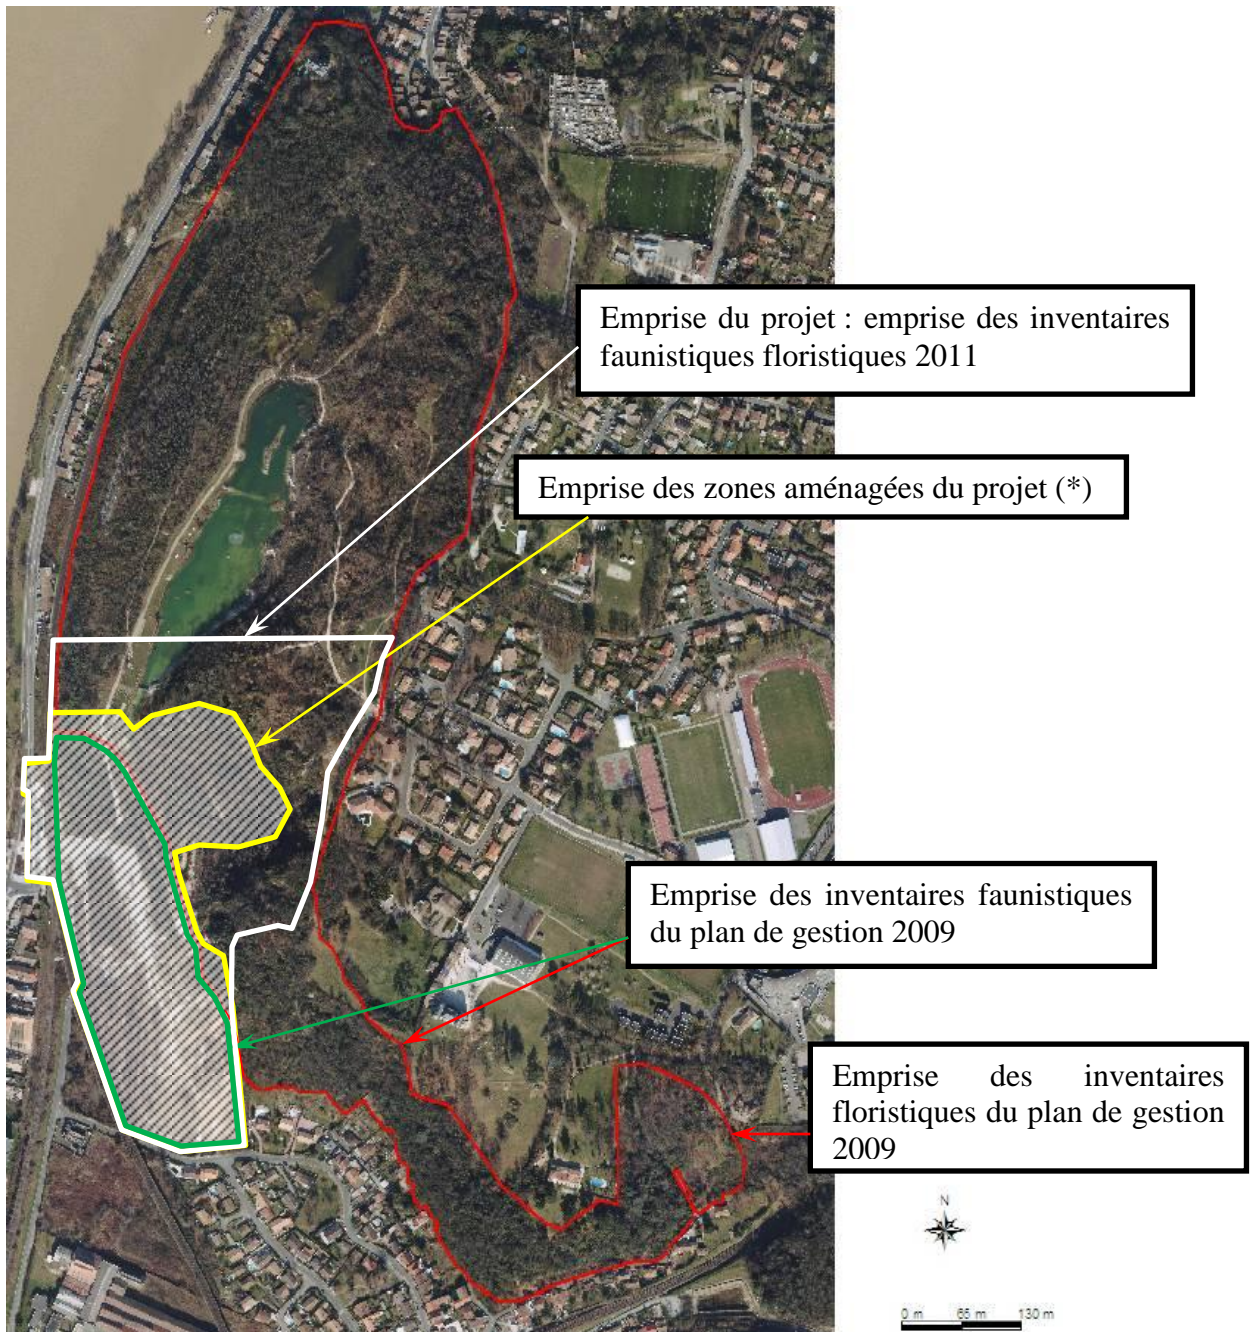 Emprise du projet : emprise des inventaires
faunistiques floristiques 2011
Emprise des zones aménagées du projet (*)
Emprise des inventaires faunistiques
du plan de gestion 2009
Emprise des inventaires
floristiques du plan de gestion
2009
N
0 m 65 m 130 m